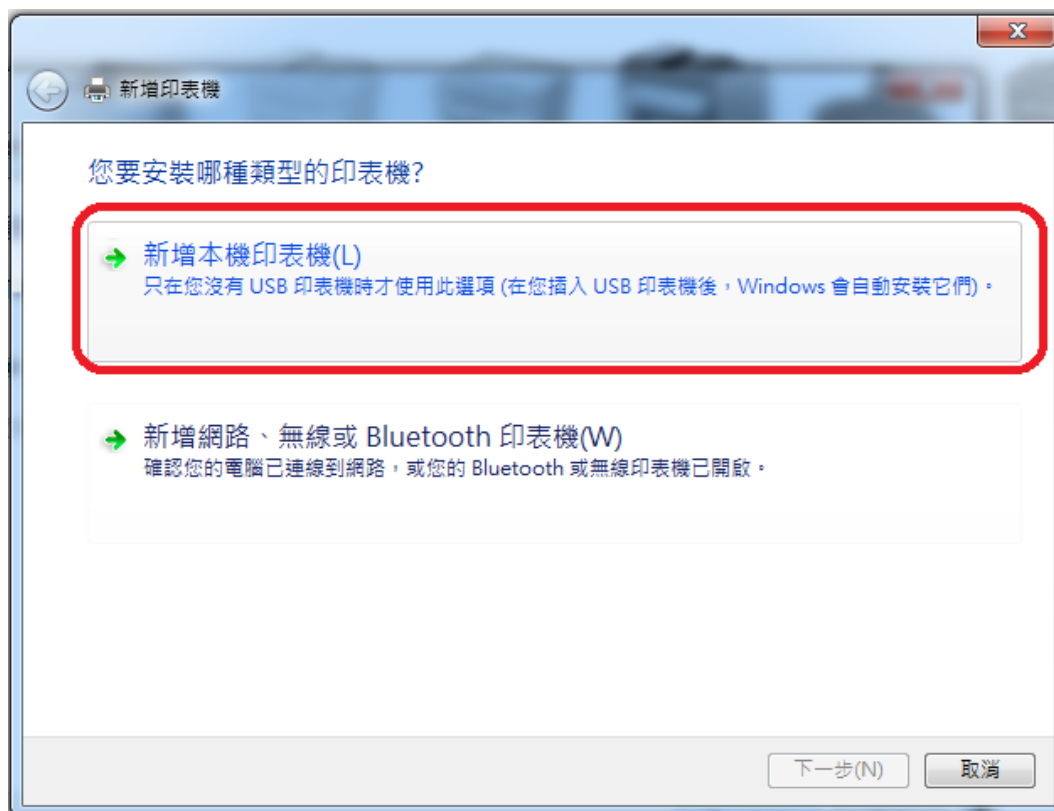 新增印表機
您要安裝哪種類型的印表機?
新增本機印表機(L)
只在您沒有 USB 印表機時才使用此選項 (在您插入 USB 印表機後，Windows 會自動安裝它們)。
新增網路、無線或 Bluetooth 印表機(W)
確認您的電腦已連線到網路，或您的 Bluetooth 或無線印表機已開啟。
下一步(N)
取消